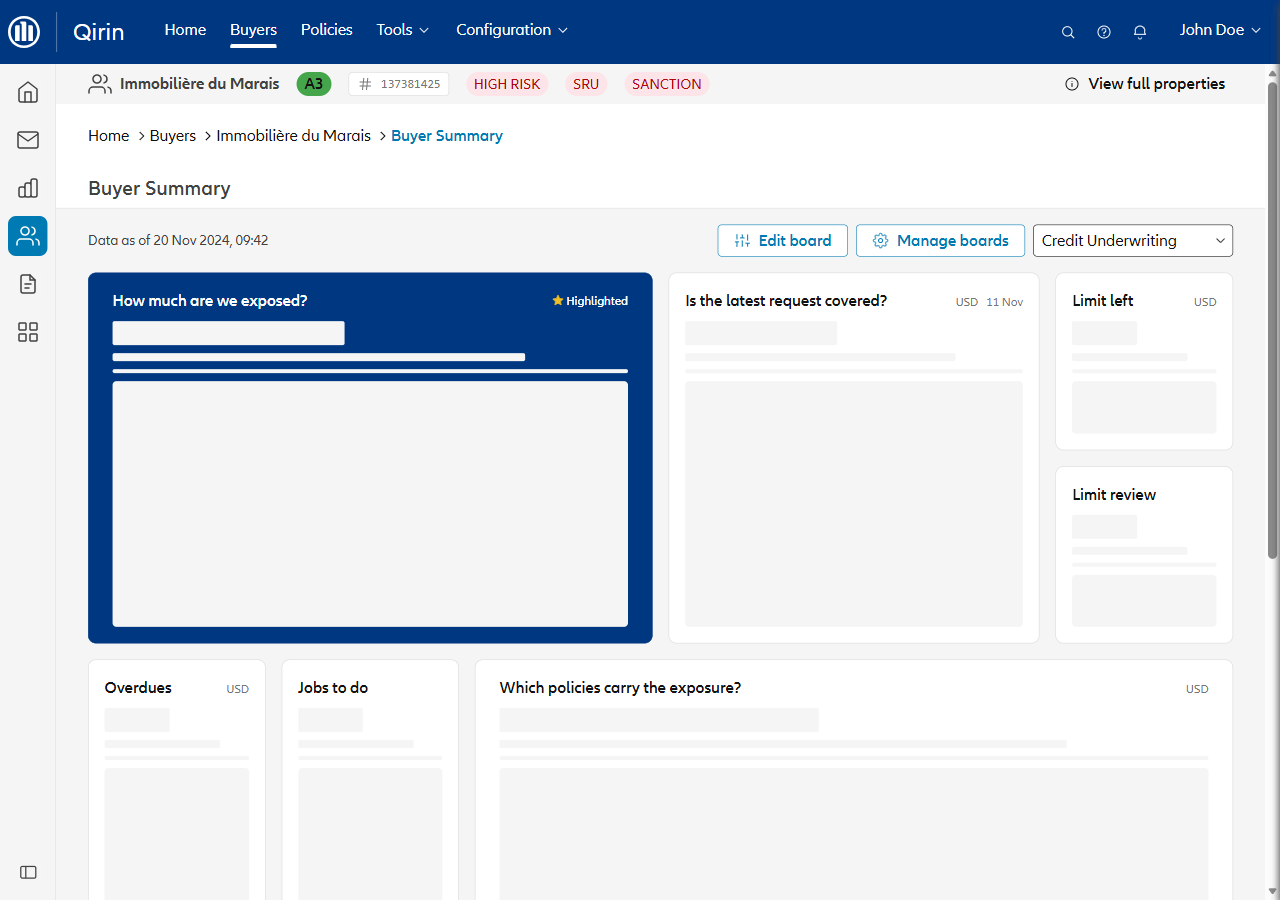 Qirin
Home Buyers Policies Tools Configuration
John Doe
Immobilière du Marais A3 # 137381425 HIGH RISK SRU SANCTION
View full properties
Home > Buyers > Immobilière du Marais > Buyer Summary
Buyer Summary
Data as of 20 Nov 2024, 09:42
Edit board
Manage boards
Credit Underwriting
How much are we exposed?
Highlighted
Is the latest request covered?
USD 11 Nov
Limit left
USD
Limit review
Overdues
USD
Jobs to do
Which policies carry the exposure?
USD